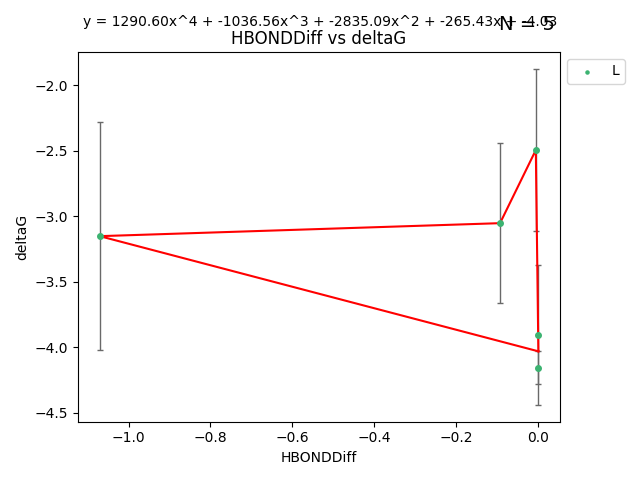 y = 1290.60x^4 + -1036.56x^3 + -2835.09x^2 + -265.43x + -4.03
N = 5
HBONDDiff vs deltaG
L
−2.0
−2.5
−3.0
−3.5
−4.0
−4.5
deltaG
−1.0 −0.8 −0.6 −0.4 −0.2 0.0
HBONDDiff